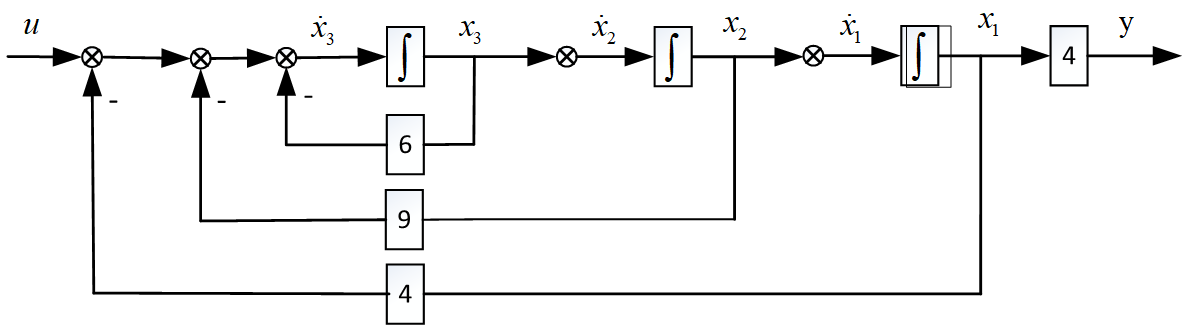 u ẋ₃ x₃ ẋ₂ x₂ ẋ₁ x₁ y
∫ ∫ ∫ 4
- - -
6
9
4